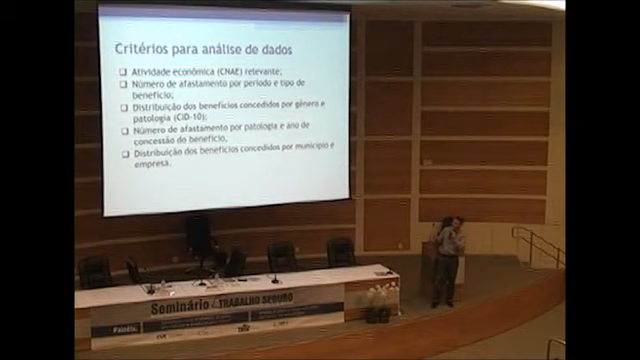 Critérios para análise de dados
Atividade econômica (CNAE) relevante;
Número de afastamento por período e tipo de
benefício;
Distribuição dos benefícios concedidos por gênero e
patologia (CID-10);
Número de afastamento por patologia e ano de
concessão do benefício,
Distribuição dos benefícios concedidos por município e
empresa.
Seminário TRABALHO SEGURO